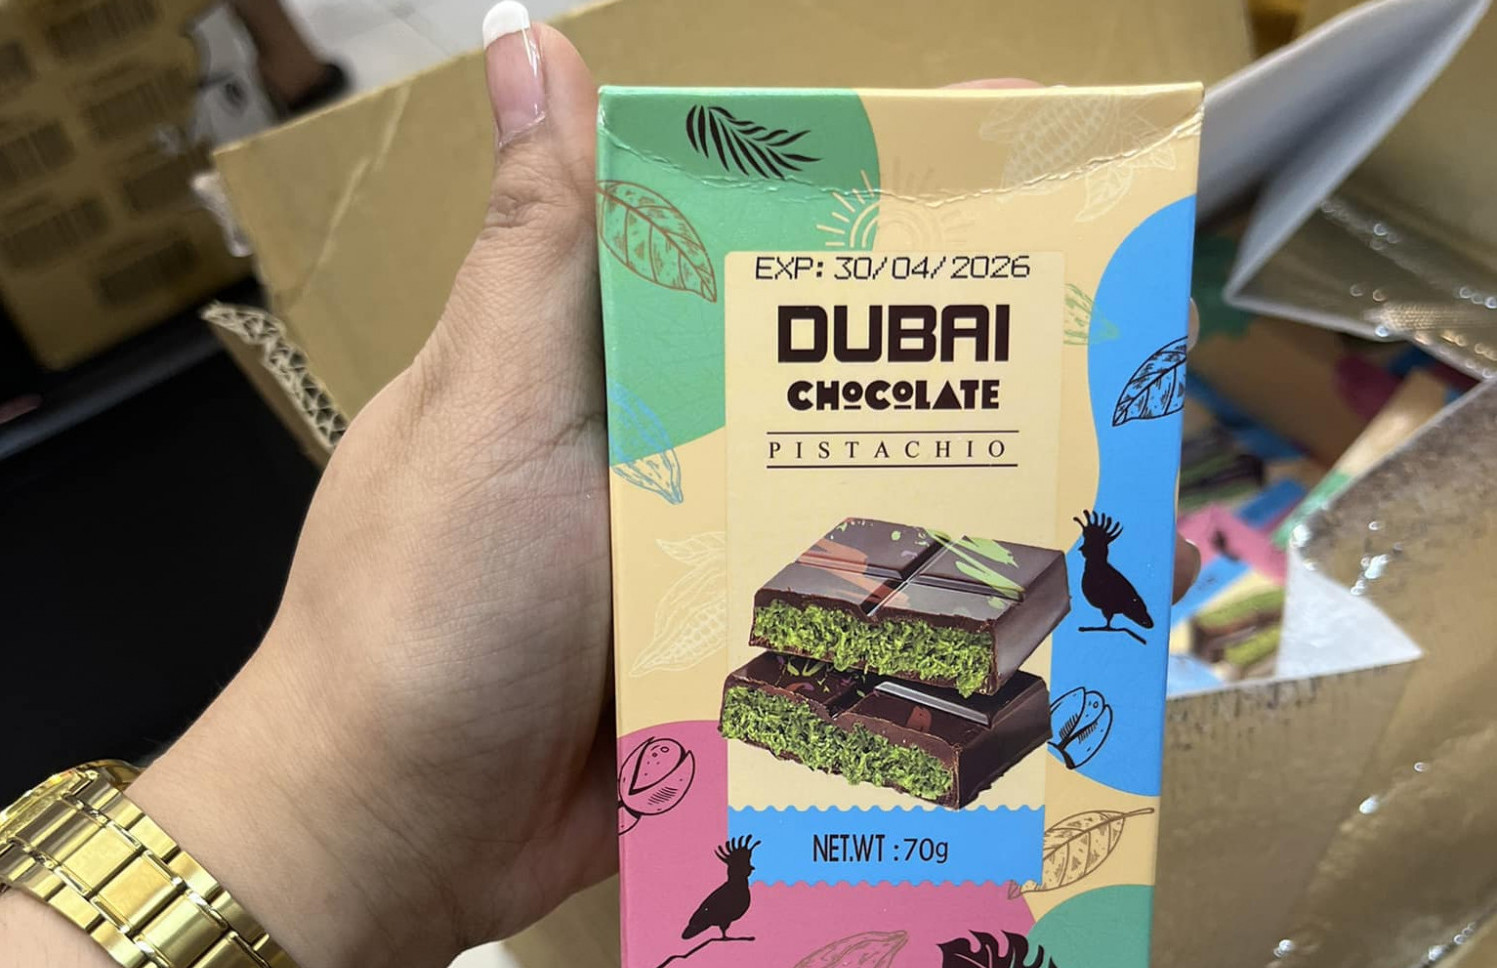 EXP: 30/04/2026
DUBAI
CHOCOLATE
PISTACHIO
NET.WT :70g